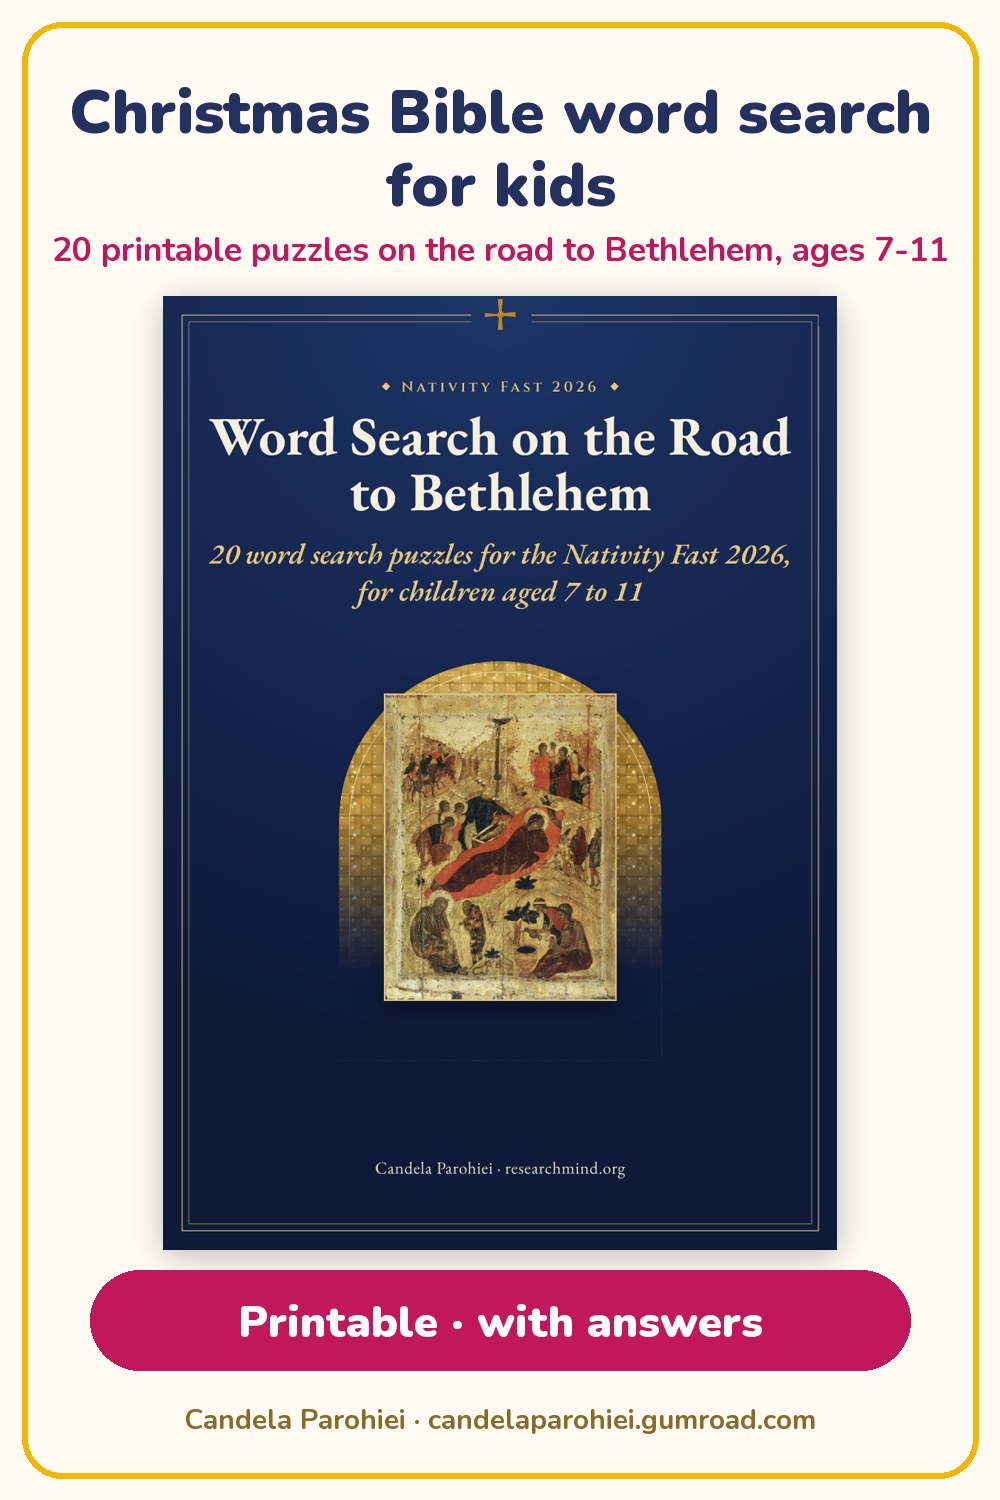 Christmas Bible word search
for kids
20 printable puzzles on the road to Bethlehem, ages 7-11
Nativity Fast 2026
Word Search on the Road
to Bethlehem
20 word search puzzles for the Nativity Fast 2026,
for children aged 7 to 11
Candela Parohiei · researchmind.org
Printable · with answers
Candela Parohiei · candelaparohiei.gumroad.com